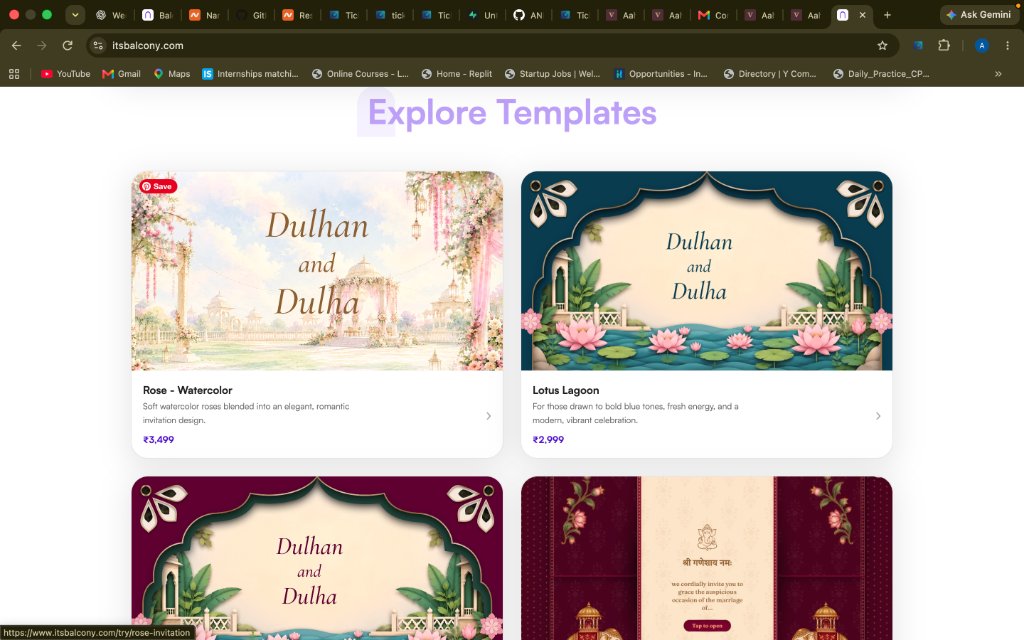 We
Bal
Nar
Gitl
Res
Tic
tick
Tic
Unt
ANI
Tic
Aal
Aal
Co
Aal
Aal
Ask Gemini
itsbalcony.com
A
YouTube
Gmail
Maps
Internships matchi...
Online Courses - L...
Home - Replit
Startup Jobs | Wel...
Opportunities - In...
Directory | Y Com...
Daily_Practice_CP...
Explore Templates
Save
Dulhan
and
Dulha
Rose - Watercolor
Soft watercolor roses blended into an elegant, romantic
invitation design.
₹3,499
Dulhan
and
Dulha
Lotus Lagoon
For those drawn to bold blue tones, fresh energy, and a
modern, vibrant celebration.
₹2,999
Dulhan
and
Dulha
श्री गणेशाय नमः
we cordially invite you to
grace the auspicious
occasion of the marriage
of...
Tap to open
https://www.itsbalcony.com/try/rose-invitation